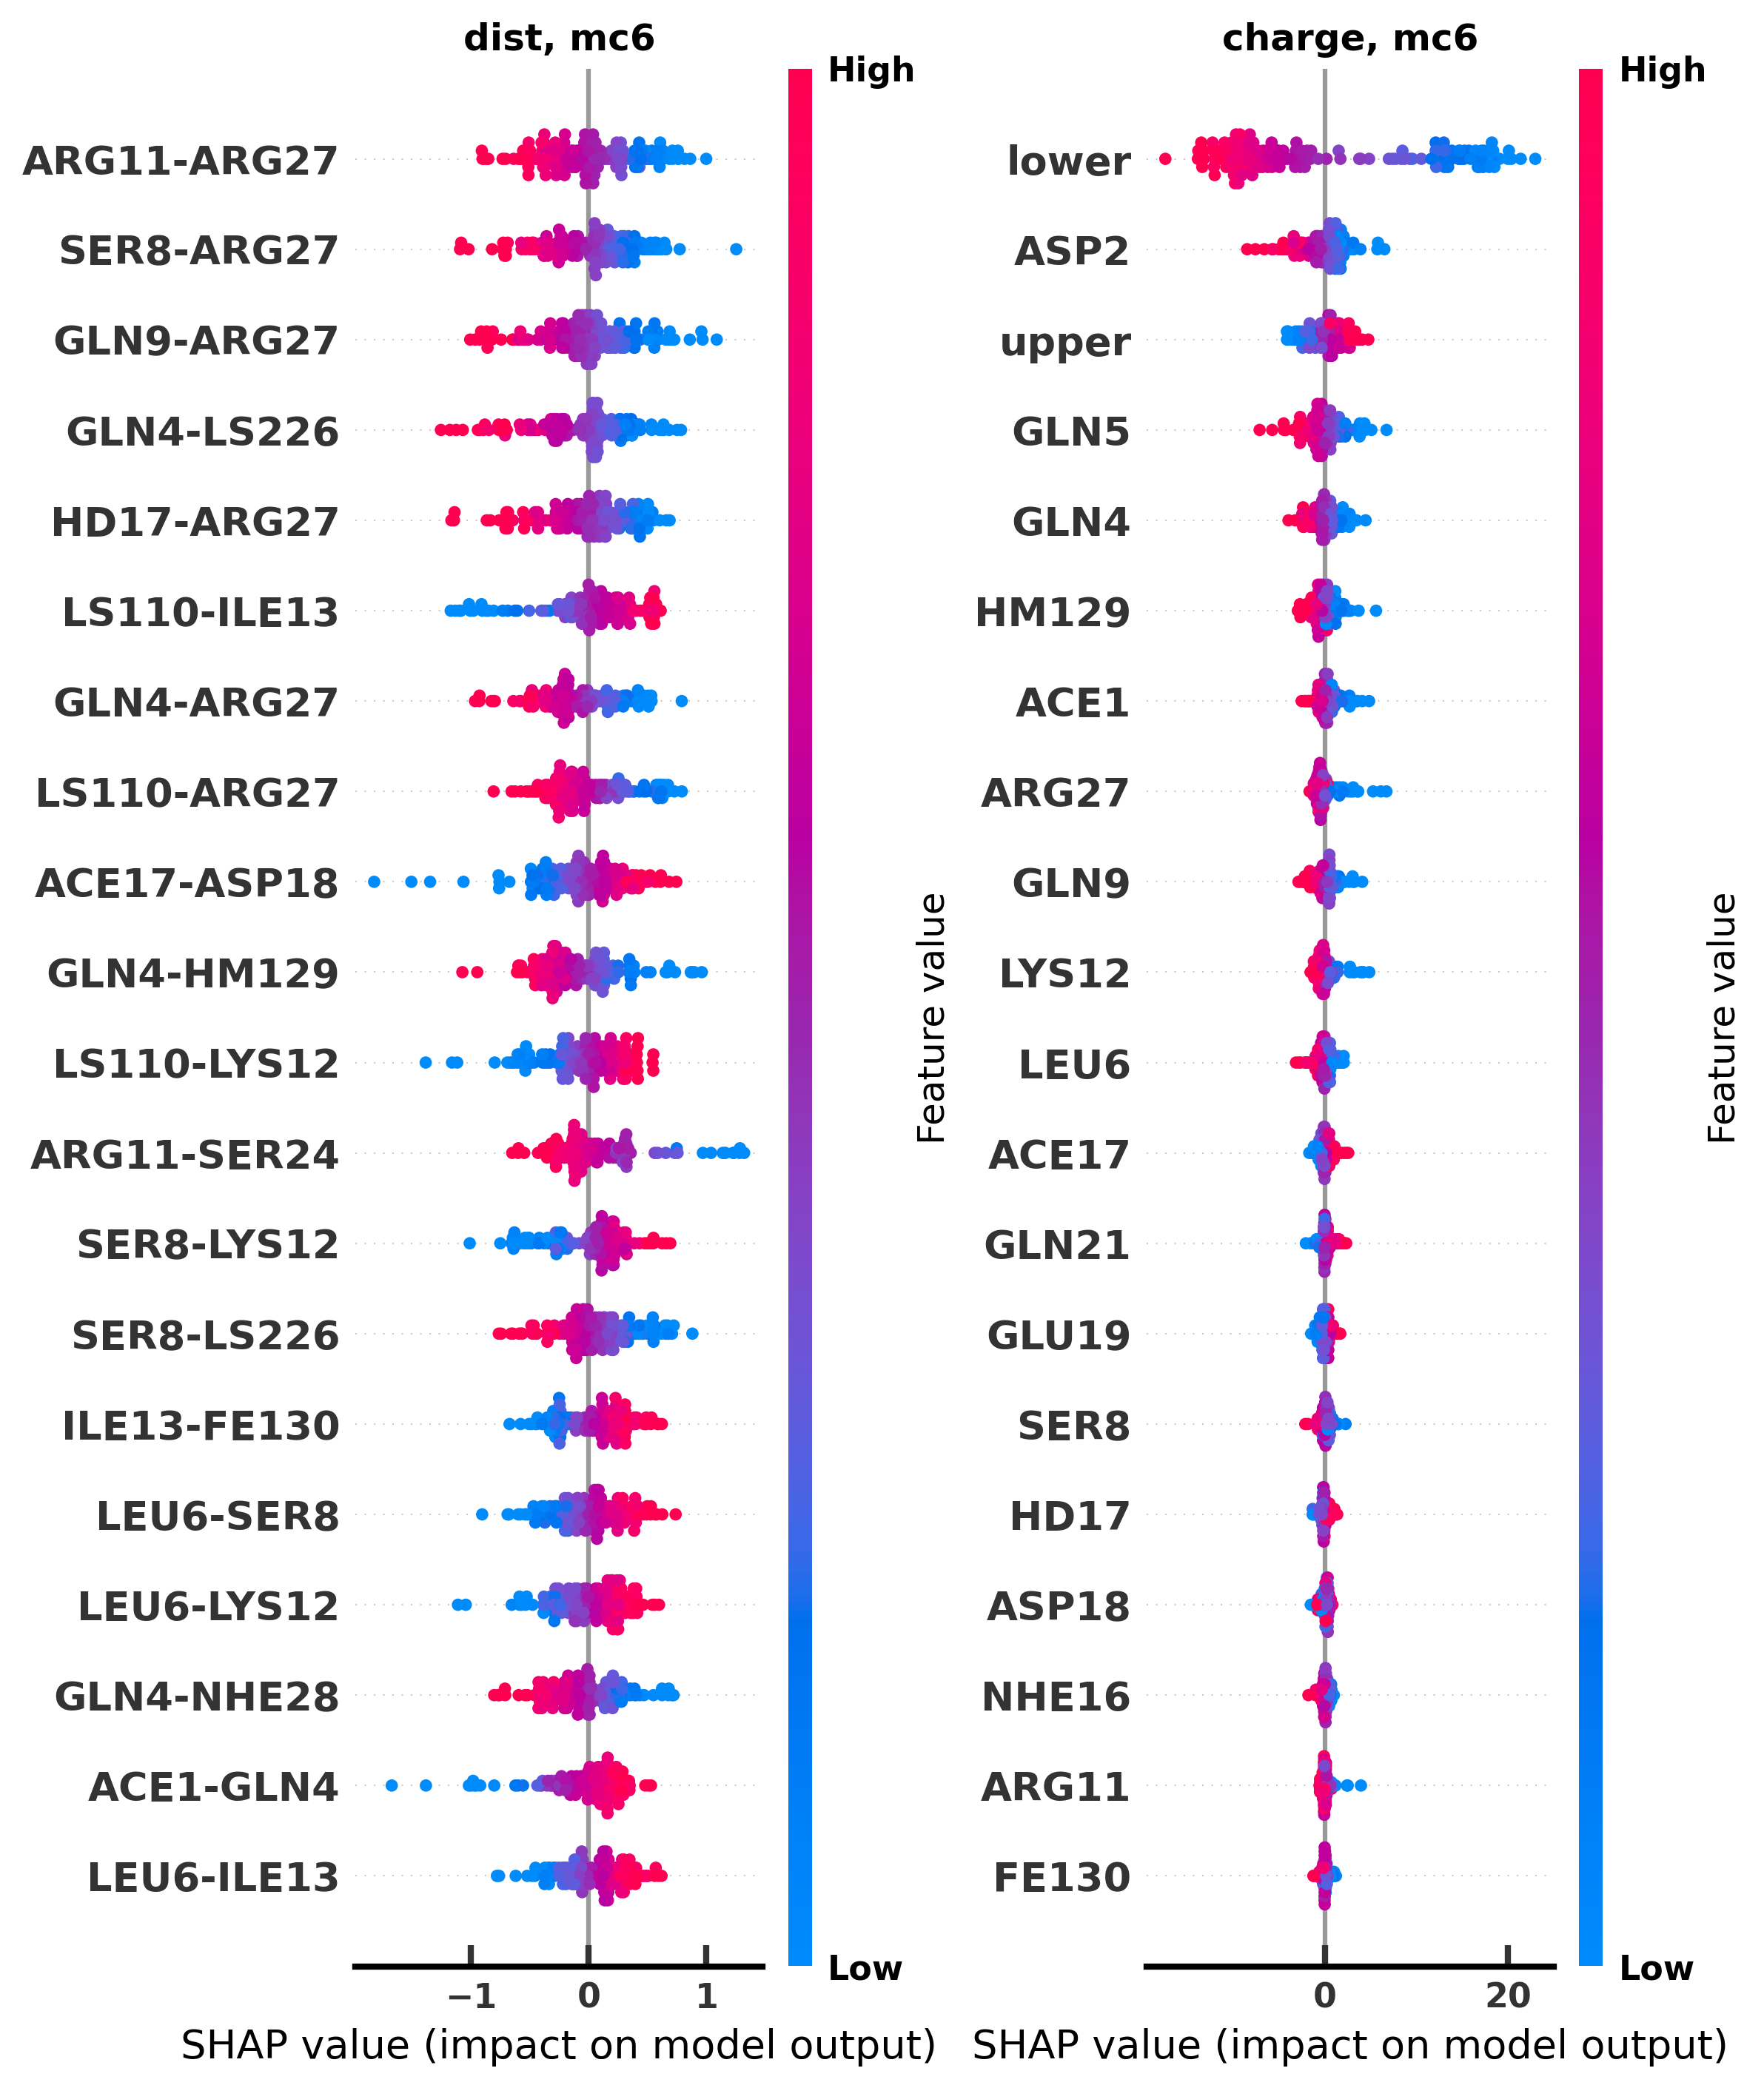 dist, mc6
High
ARG11-ARG27
SER8-ARG27
GLN9-ARG27
GLN4-LS226
HD17-ARG27
LS110-ILE13
GLN4-ARG27
LS110-ARG27
ACE17-ASP18
GLN4-HM129
LS110-LYS12
ARG11-SER24
SER8-LYS12
SER8-LS226
ILE13-FE130
LEU6-SER8
LEU6-LYS12
GLN4-NHE28
ACE1-GLN4
LEU6-ILE13
Feature value
Low
−1 0 1
SHAP value (impact on model output)
charge, mc6
High
lower
ASP2
upper
GLN5
GLN4
HM129
ACE1
ARG27
GLN9
LYS12
LEU6
ACE17
GLN21
GLU19
SER8
HD17
ASP18
NHE16
ARG11
FE130
Feature value
Low
0 20
SHAP value (impact on model output)